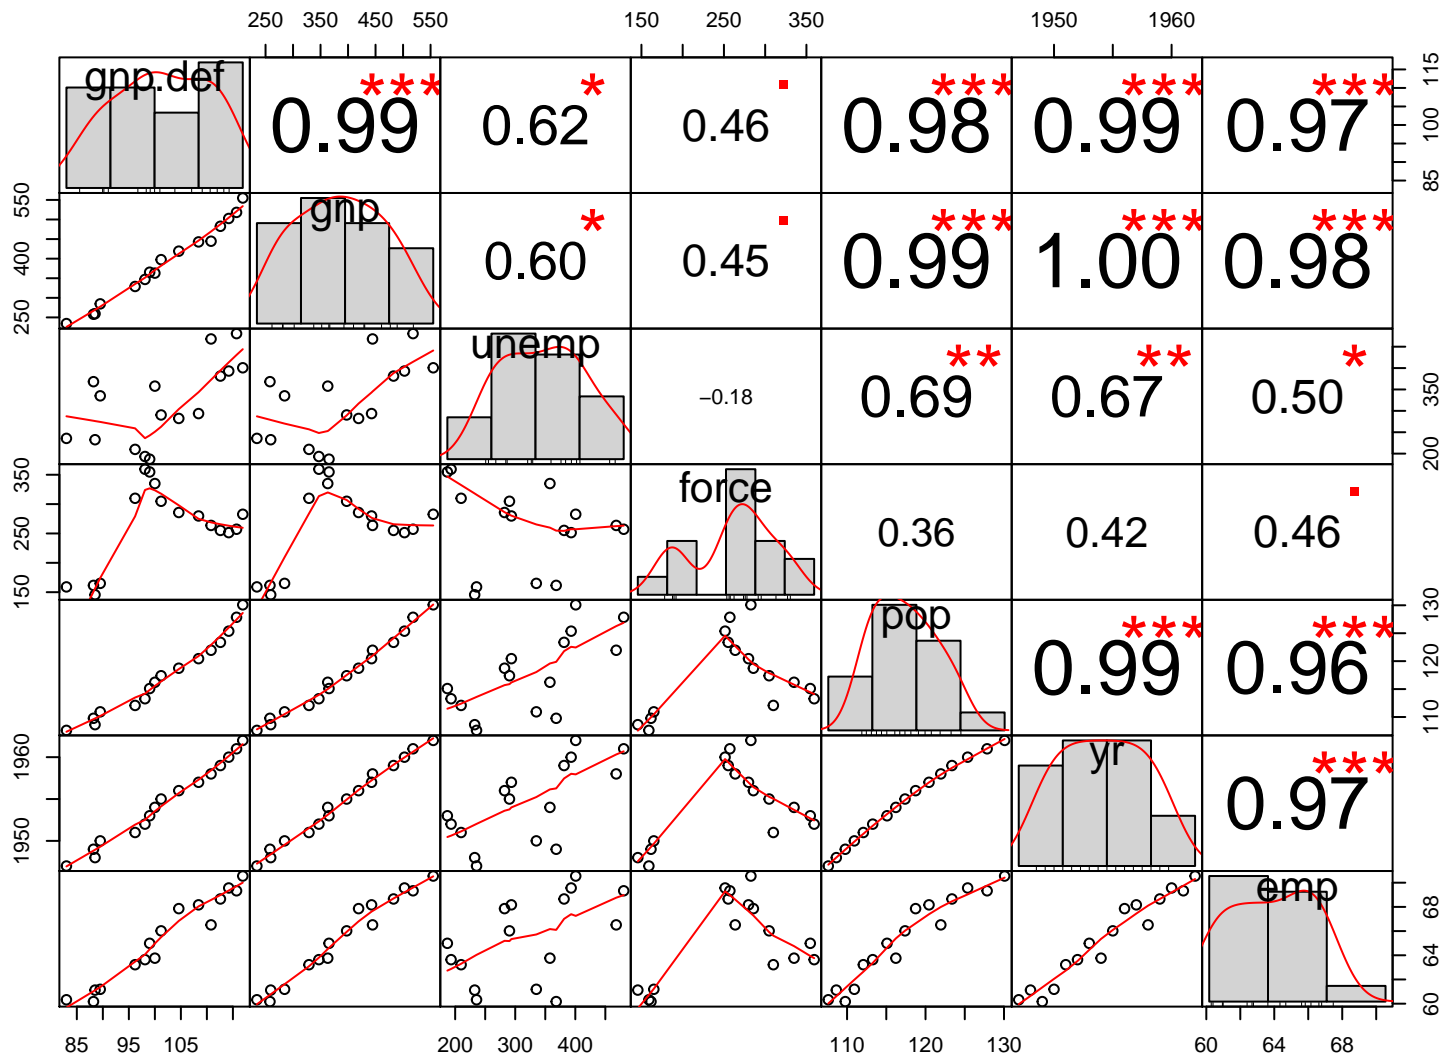 250 350 450 550 150 250 350 1950 1960
gnp.def 0.99 *** 0.62 * 0.46 . 0.98 *** 0.99 *** 0.97 *** 85 100 115
250 400 550 gnp 0.60 * 0.45 . 0.99 *** 1.00 *** 0.98 ***
unemp -0.18 0.69 ** 0.67 ** 0.50 * 200 350
150 250 350 force 0.36 0.42 0.46 .
pop 0.99 *** 0.96 *** 110 120 130
1950 1960 yr 0.97 ***
emp 60 64 68
85 95 105 200 300 400 110 120 130 60 64 68